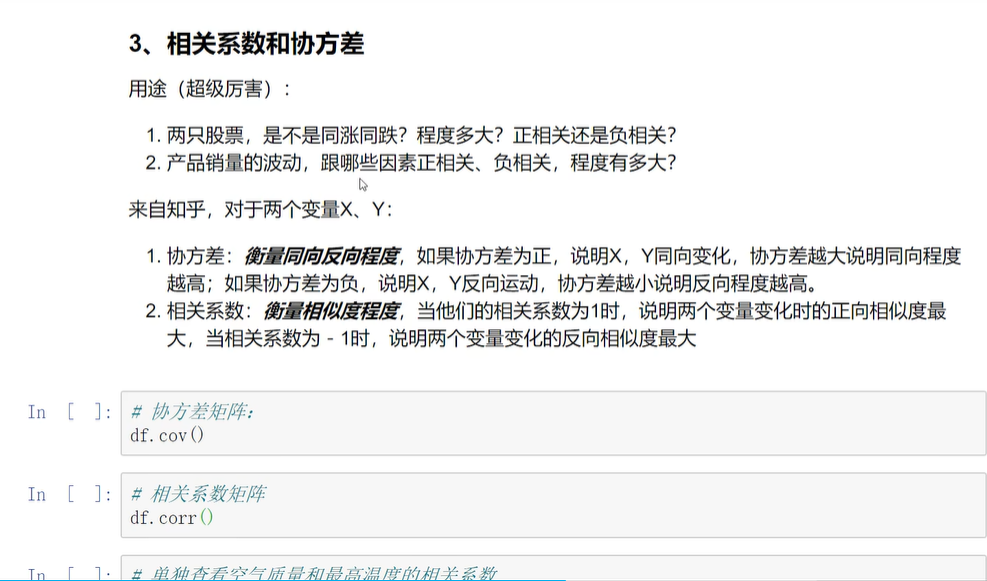 3、相关系数和协方差
用途（超级厉害）：
1. 两只股票，是不是同涨同跌？程度多大？正相关还是负相关？
2. 产品销量的波动，跟哪些因素正相关、负相关，程度有多大？
来自知乎，对于两个变量X、Y：
1. 协方差：衡量同向反向程度，如果协方差为正，说明X，Y同向变化，协方差越大说明同向程度
越高；如果协方差为负，说明X，Y反向运动，协方差越小说明反向程度越高。
2. 相关系数：衡量相似度程度，当他们的相关系数为1时，说明两个变量变化时的正向相似度最
大，当相关系数为－1时，说明两个变量变化的反向相似度最大
In [ ]: # 协方差矩阵：
df.cov()
In [ ]: # 相关系数矩阵
df.corr()
In [ ]: # 单独查看空气质量和最高温度的相关系数